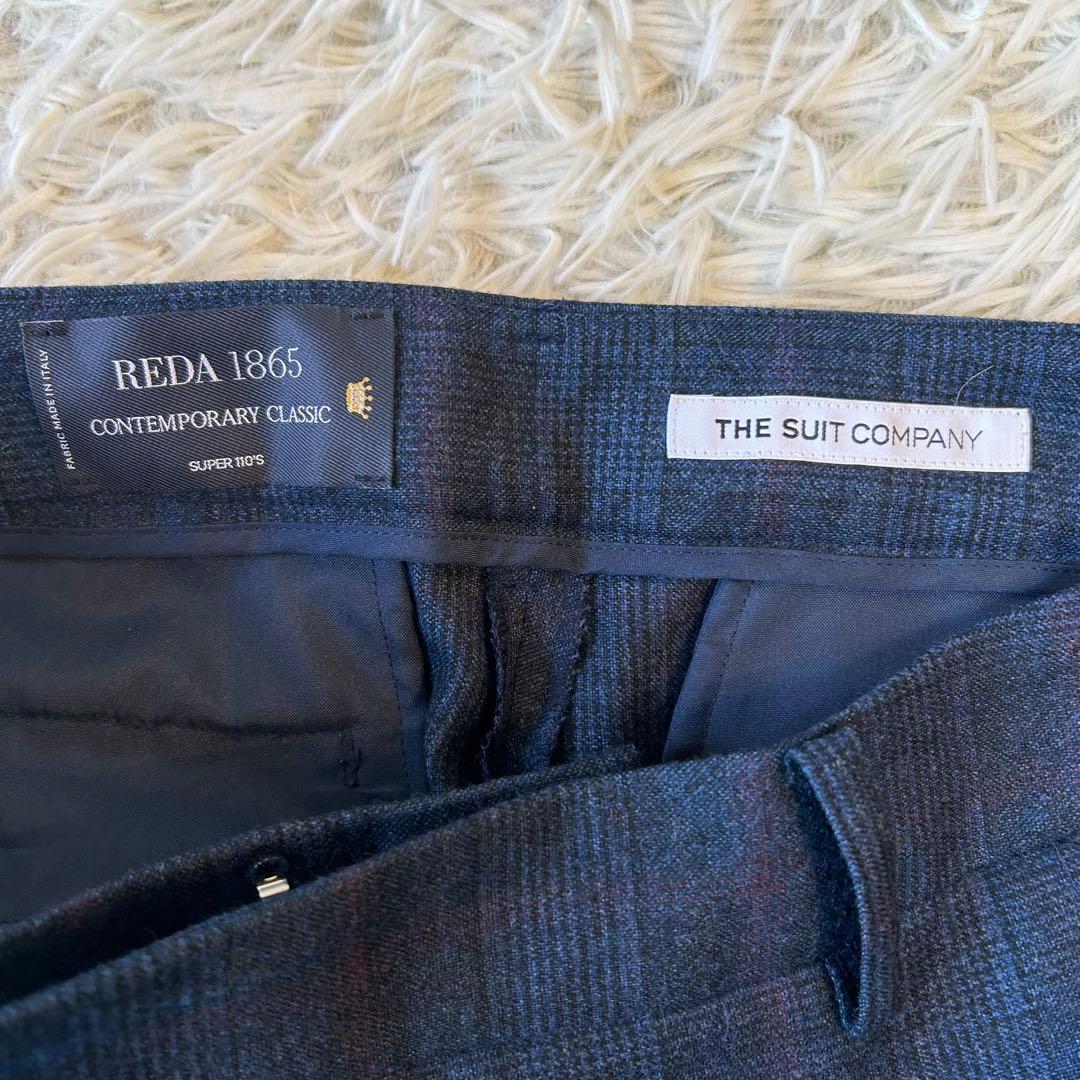 REDA 1865
CONTEMPORARY CLASSIC
SUPER 110'S
FABRIC MADE IN ITALY
THE SUIT COMPANY